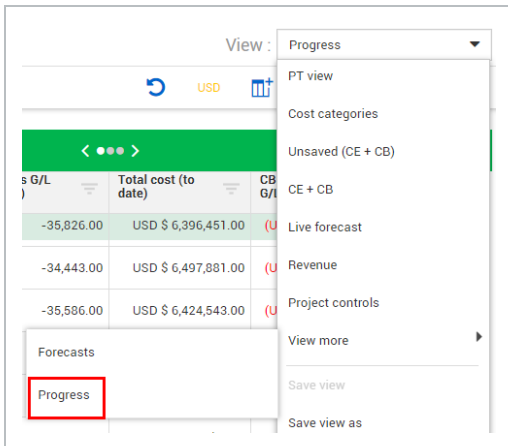 View : Progress
PT view
USD
Cost categories
Unsaved (CE + CB)
s G/L
)
Total cost (to
date)
CB
G/L
CE + CB
-35,826.00 USD $ 6,396,451.00 (U
Live forecast
-34,443.00 USD $ 6,497,881.00 (U
Revenue
-35,586.00 USD $ 6,424,543.00 (U
Project controls
View more
Forecasts
Progress
Save view
Save view as